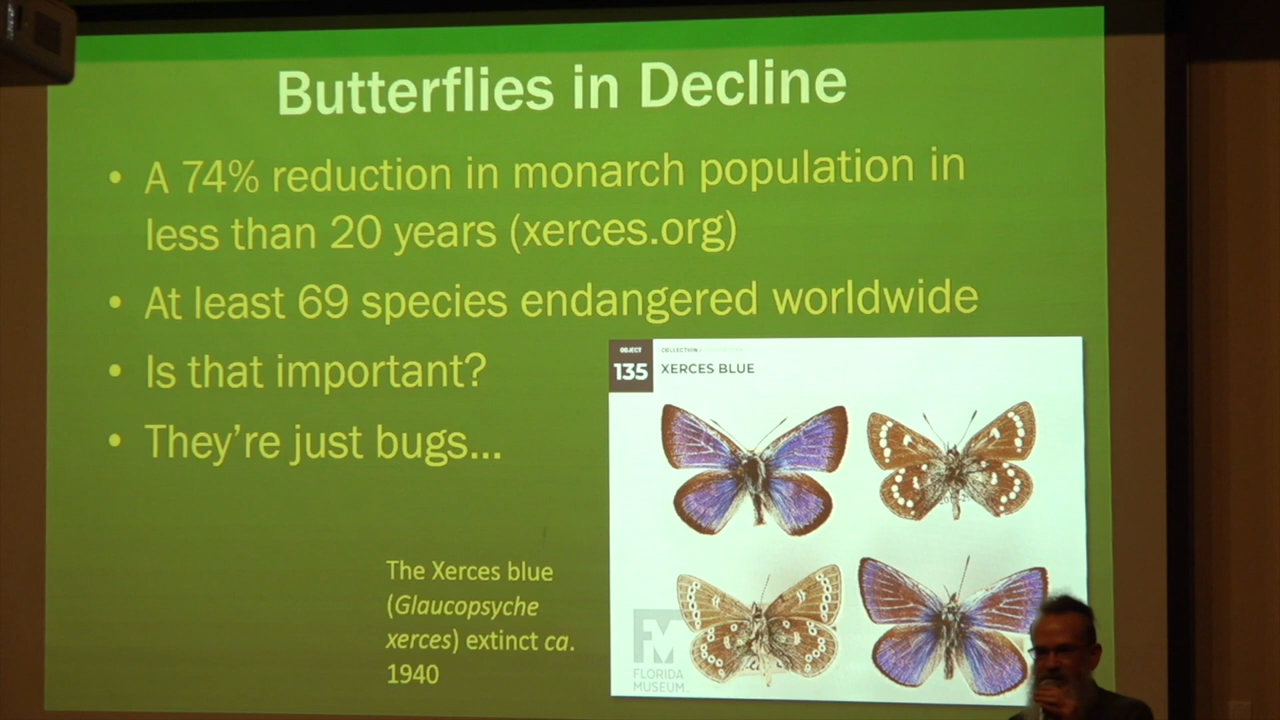 Butterflies in Decline
• A 74% reduction in monarch population in
less than 20 years (xerces.org)
• At least 69 species endangered worldwide
• Is that important?
• They're just bugs...
The Xerces blue
(Glaucopsyche
xerces) extinct ca.
1940
OBJECT
135
COLLECTION /
XERCES BLUE
FM
FLORIDA
MUSEUM